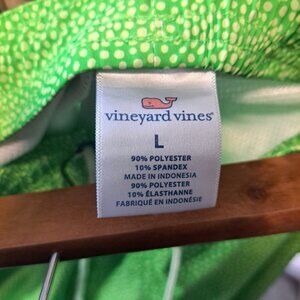 vineyard vines®
L
90% POLYESTER
10% SPANDEX
MADE IN INDONESIA
90% POLYESTER
10% ÉLASTHANNE
FABRIQUÉ EN INDONÉSIE